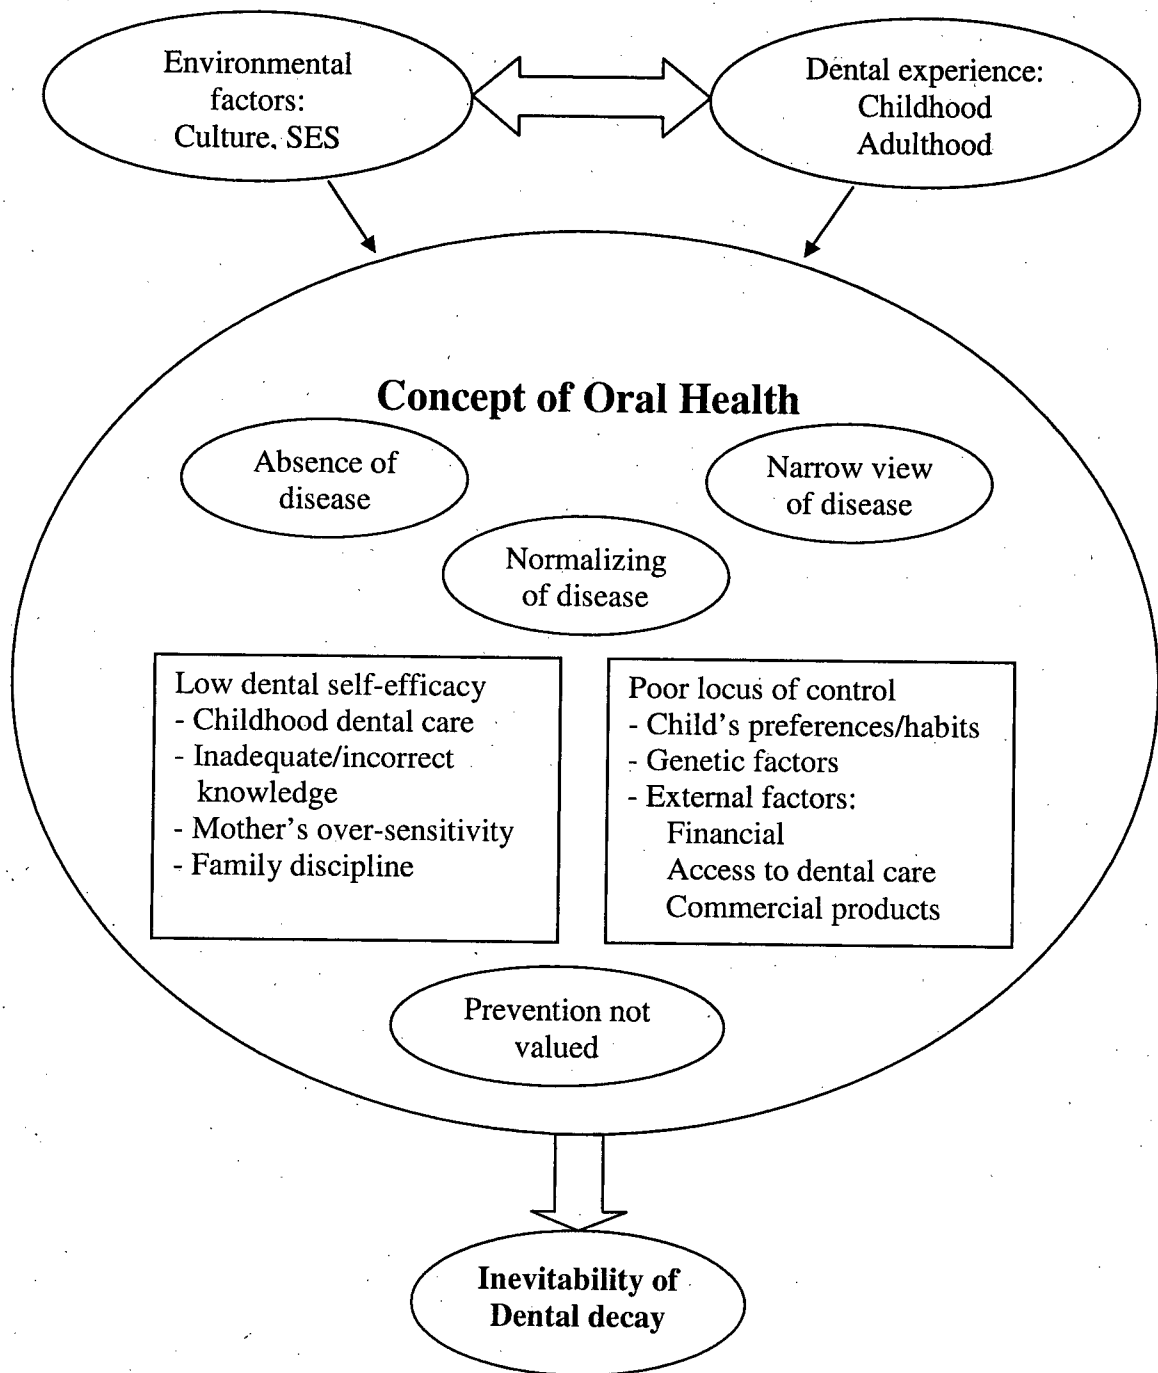 Environmental
factors:
Culture, SES
Dental experience:
Childhood
Adulthood
Concept of Oral Health
Absence of
disease
Narrow view
of disease
Normalizing
of disease
Low dental self-efficacy
- Childhood dental care
- Inadequate/incorrect
knowledge
- Mother's over-sensitivity
- Family discipline
Poor locus of control
- Child's preferences/habits
- Genetic factors
- External factors:
Financial
Access to dental care
Commercial products
Prevention not
valued
Inevitability of
Dental decay